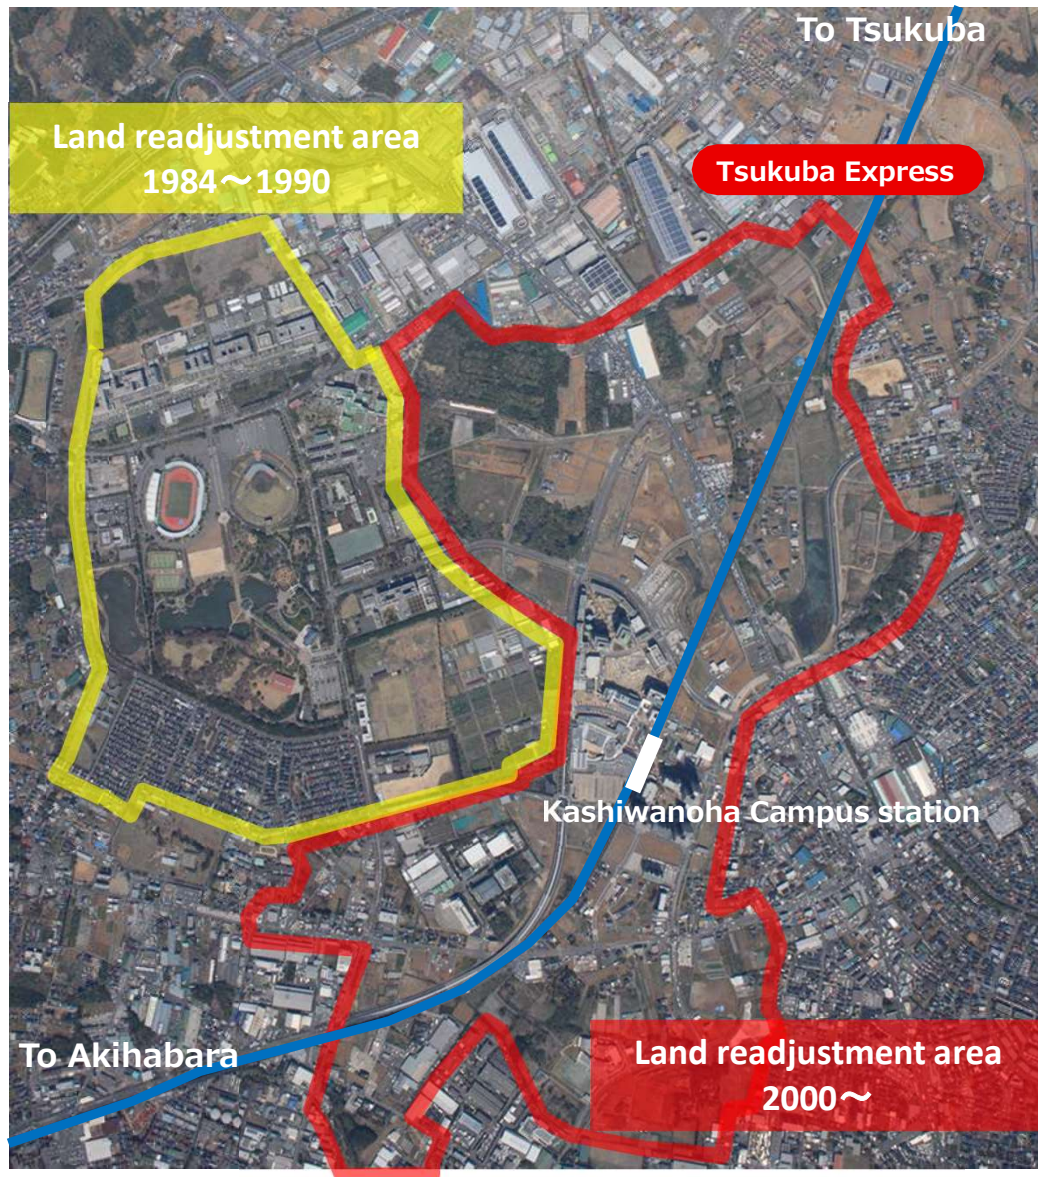 To Tsukuba
Land readjustment area
1984～1990
Tsukuba Express
Kashiwanoha Campus station
To Akihabara
Land readjustment area
2000～